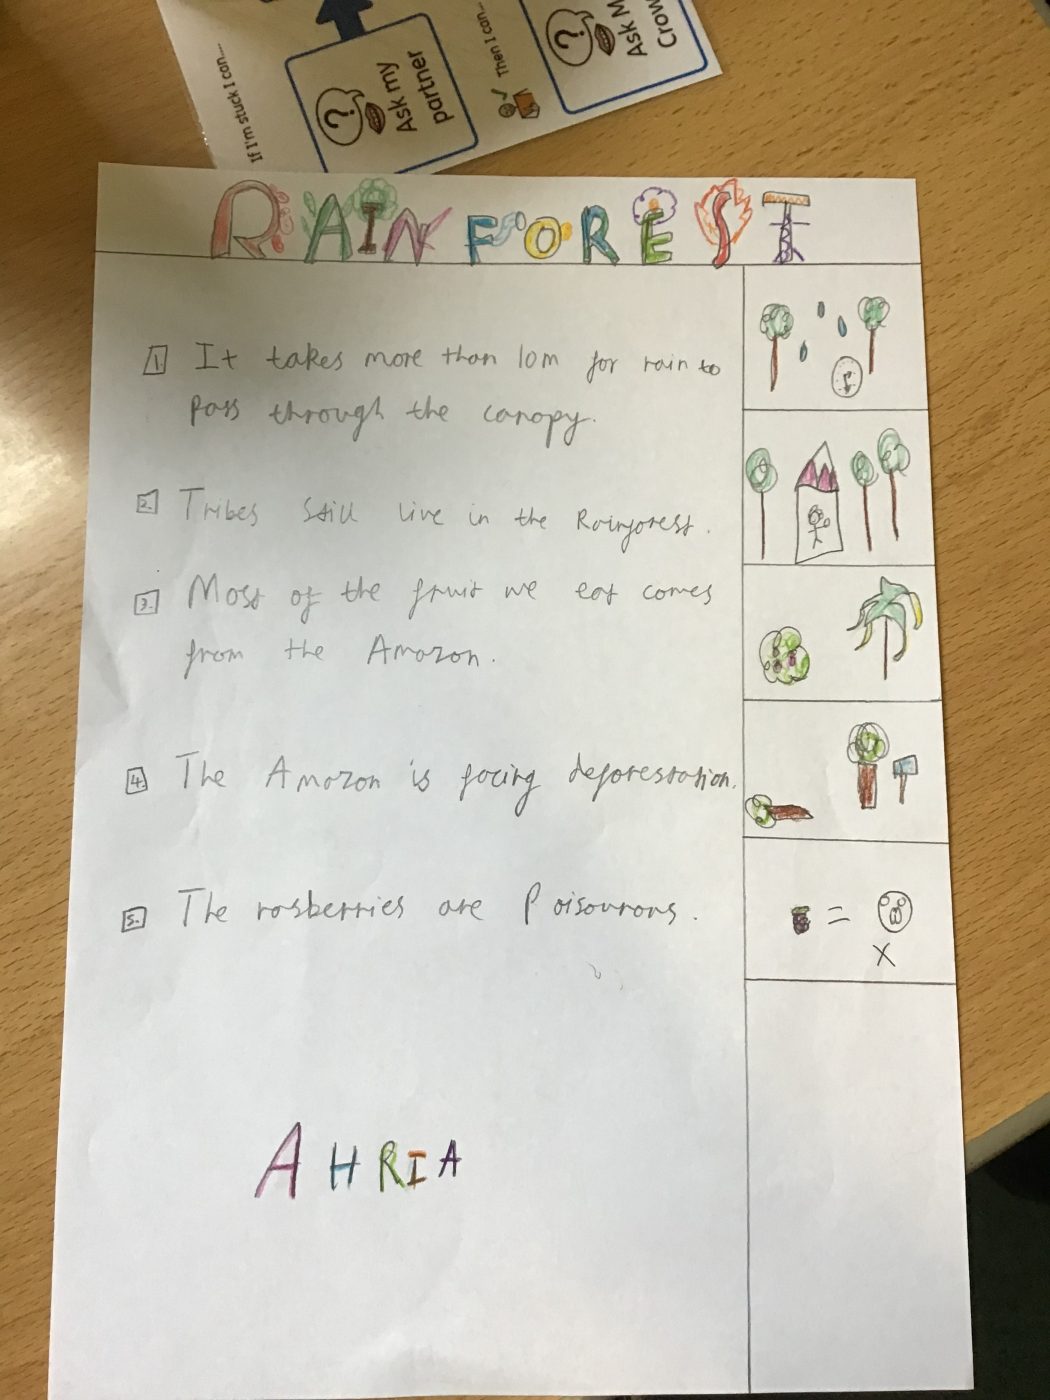 If I'm stuck I can....
Ask my
partner
Then I can...
Ask M
Crow
RAINFOREST
1. It takes more than 10m for rain to
pass through the canopy.
2. Tribes still live in the Rainforest.
3. Most of the fruit we eat comes
from the Amazon.
4. The Amazon is facing deforestation.
5. The rasberries are Poisounous.
= X
AHRIA